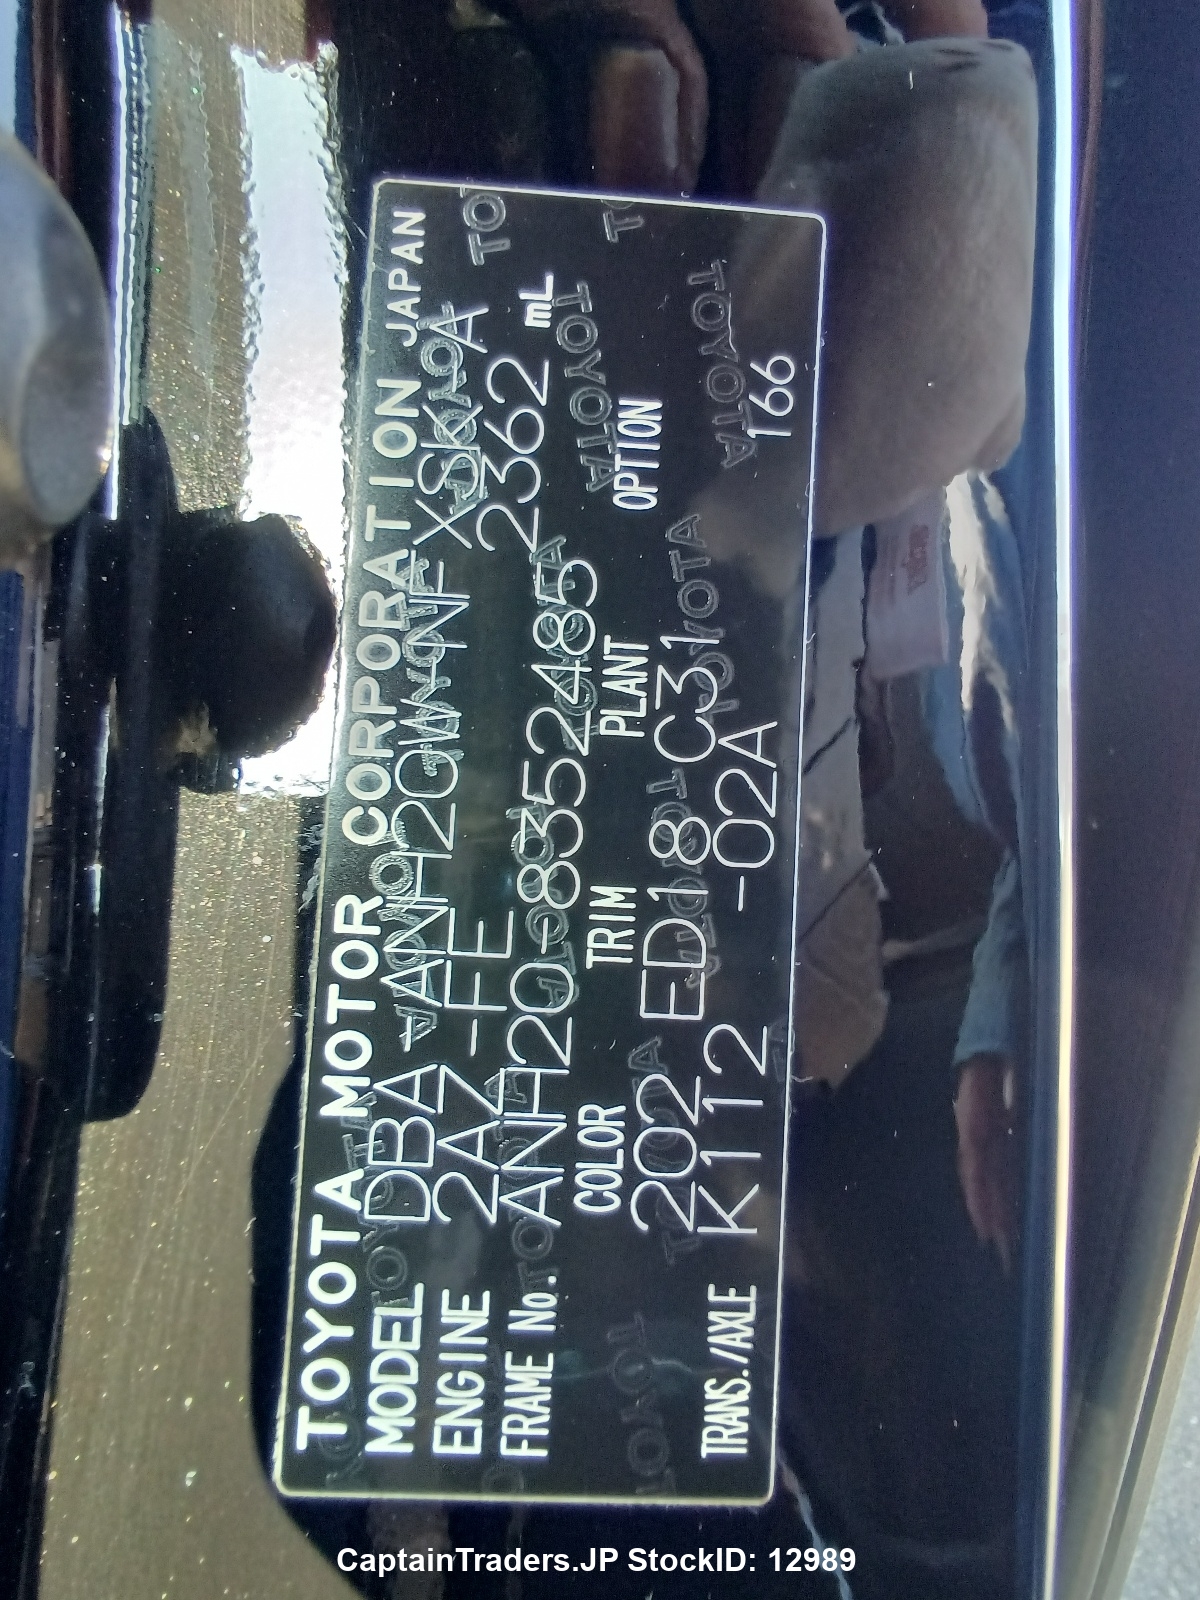 TOYOTA MOTOR CORPORATION JAPAN
MODEL DBA-ANH20W-NFXSK A
ENGINE 2AZ-FE 2362 mL
FRAME No. ANH20-8352485
COLOR TRIM PLANT OPTION
202 ED18 C31
TRANS./AXLE K112 -02A 166
CaptainTraders.JP StockID: 12989